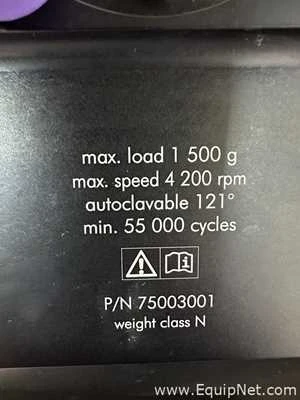 max. load 1 500 g
max. speed 4 200 rpm
autoclavable 121°
min. 55 000 cycles
P/N 75003001
weight class N
www.EquipNet.com